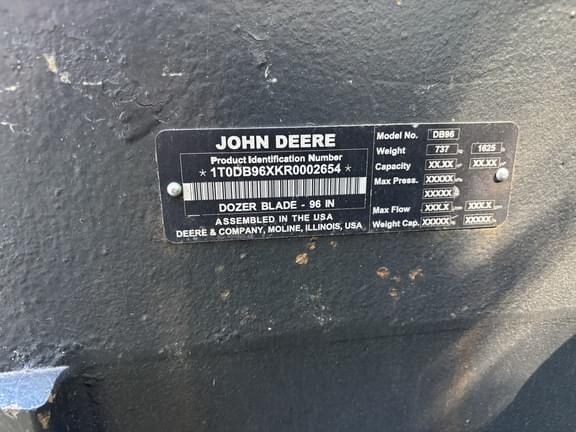 JOHN DEERE
Product Identification Number
* 1T0DB96XKR0002654 *
DOZER BLADE - 96 IN
ASSEMBLED IN THE USA
DEERE & COMPANY, MOLINE, ILLINOIS, USA
Model No. DB96
Weight 737 kg 1625 lb
Capacity XX.XX XX.XX
Max Press. XXXXX
XXXXX
Max Flow XXX.X XXX.X
Weight Cap. XXXXX XXXXX